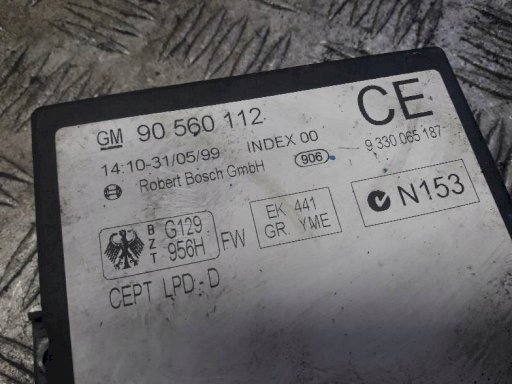 GM 90 560 112 CE
14:10-31/05/99 INDEX 00 906 9 330 065 187
Robert Bosch GmbH
BZT G129 956H FW
EK 441
GR YME
N153
CEPT LPD-D